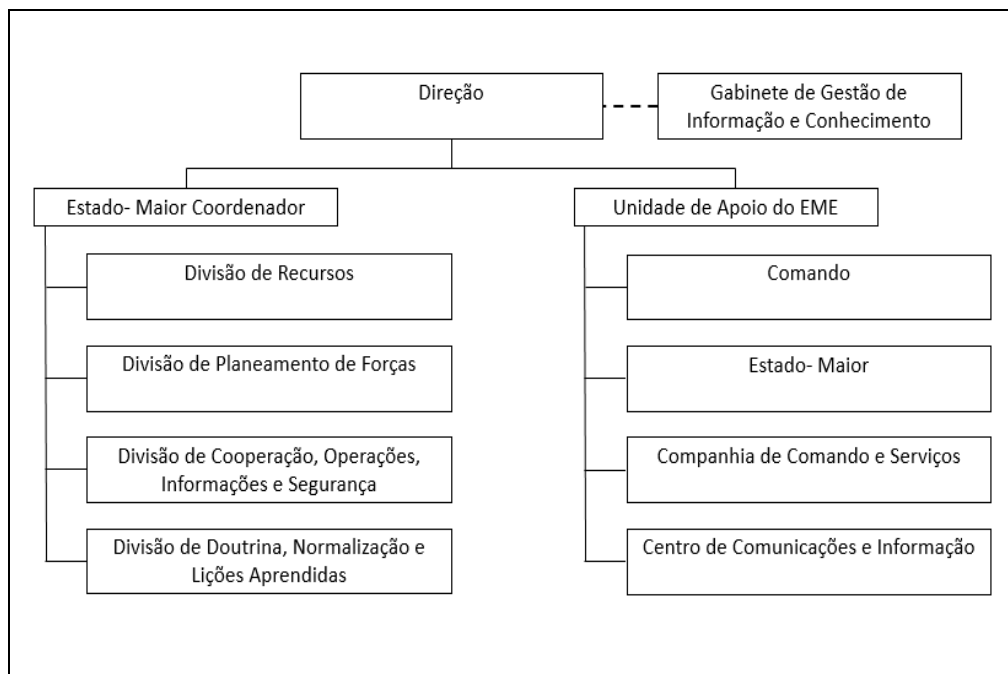 Direção
Gabinete de Gestão de
Informação e Conhecimento
Estado- Maior Coordenador
Unidade de Apoio do EME
Divisão de Recursos
Comando
Divisão de Planeamento de Forças
Estado- Maior
Divisão de Cooperação, Operações,
Informações e Segurança
Companhia de Comando e Serviços
Divisão de Doutrina, Normalização e
Lições Aprendidas
Centro de Comunicações e Informação